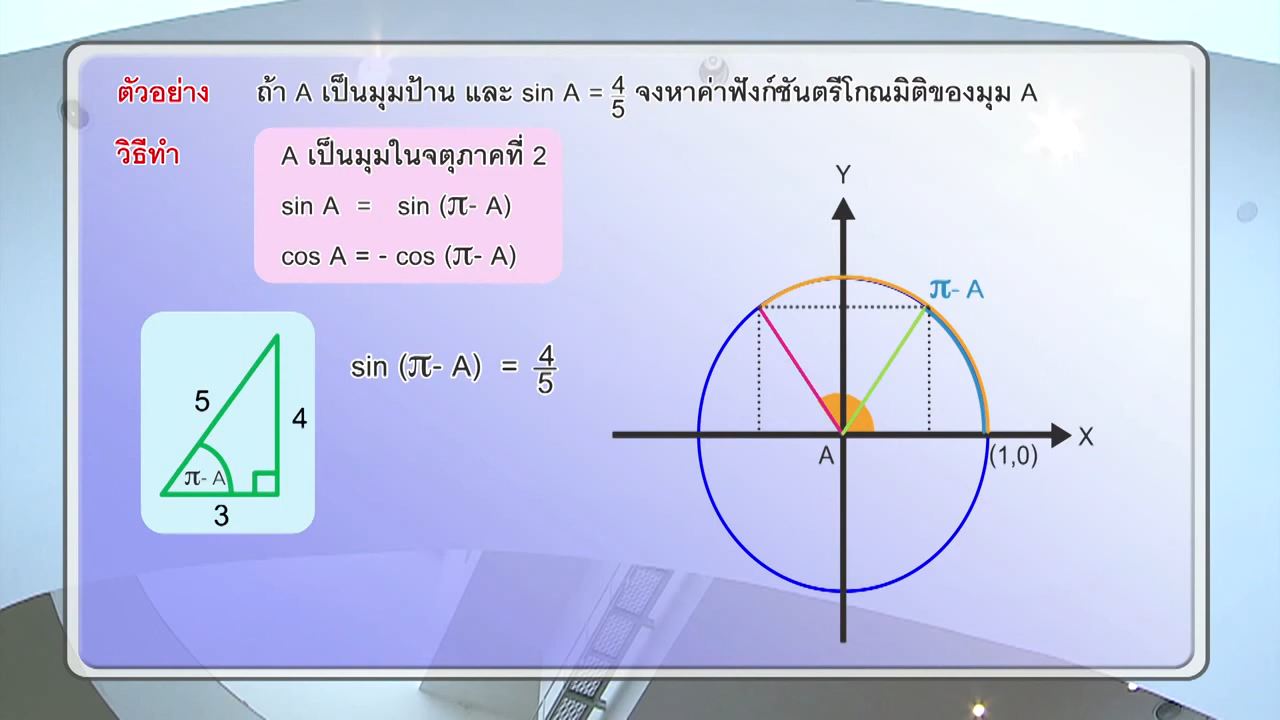 ตัวอย่าง ถ้า A เป็นมุมป้าน และ sin A = 4/5 จงหาค่าฟังก์ชันตรีโกณมิติของมุม A
วิธีทำ
A เป็นมุมในจตุภาคที่ 2
sin A = sin (π- A)
cos A = - cos (π- A)
5
4
π- A
3
sin (π- A) = 4/5
Y
π- A
X
A
(1,0)